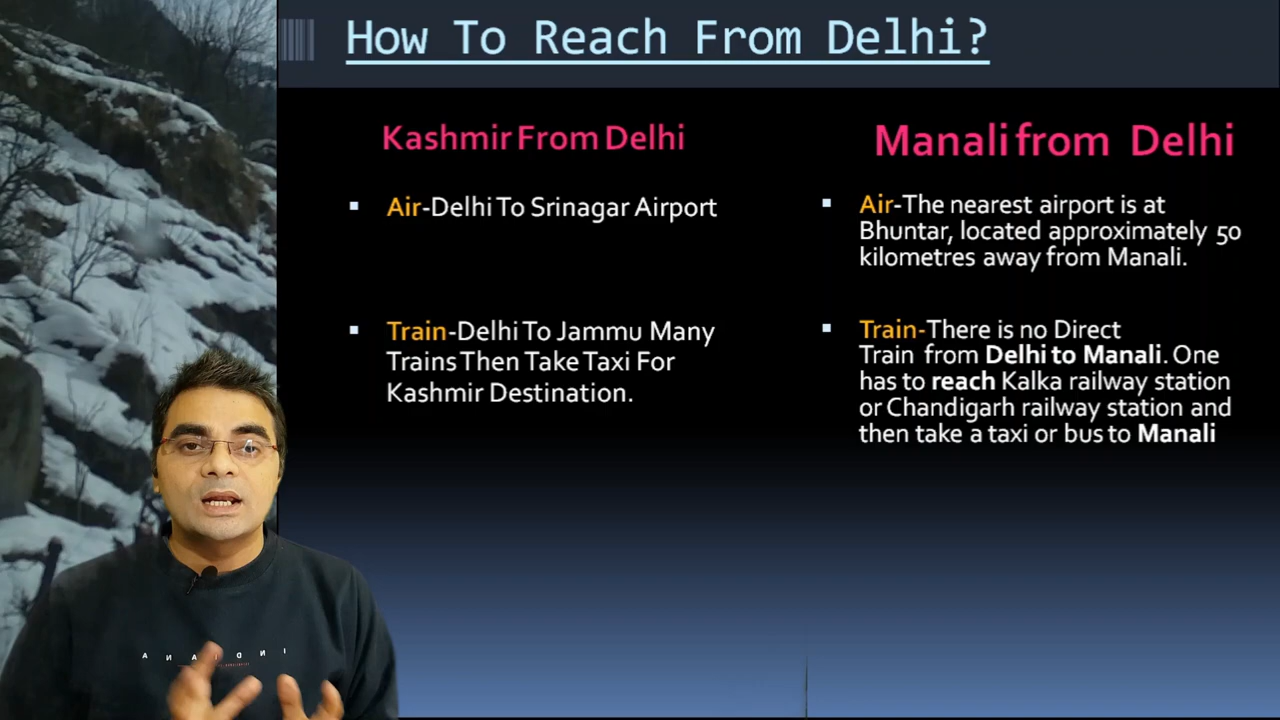 How To Reach From Delhi?
Kashmir From Delhi
Air-Delhi To Srinagar Airport
Train-Delhi To Jammu Many
Trains Then Take Taxi For
Kashmir Destination.
Manali from Delhi
Air-The nearest airport is at
Bhuntar, located approximately 50
kilometres away from Manali.
Train-There is no Direct
Train from Delhi to Manali. One
has to reach Kalka railway station
or Chandigarh railway station and
then take a taxi or bus to Manali